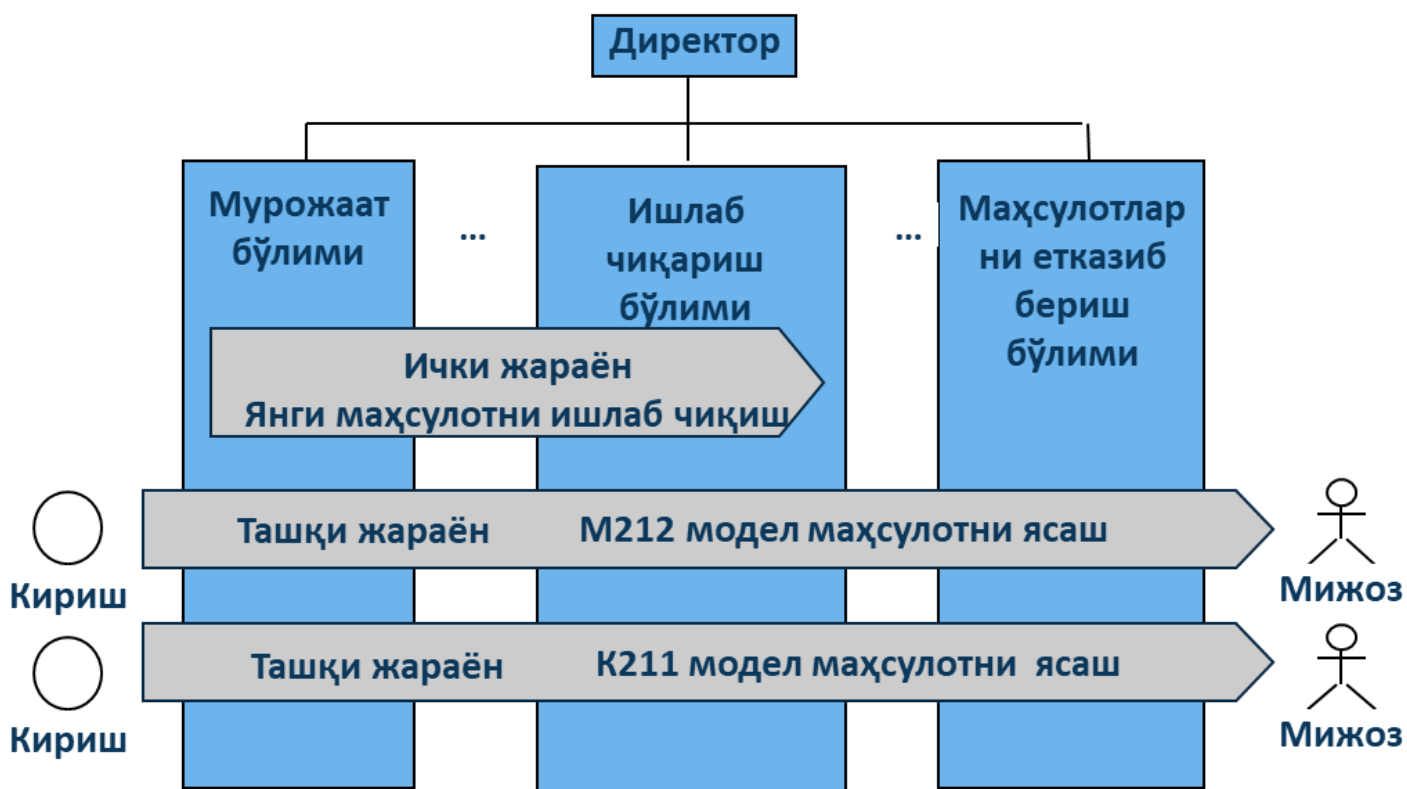 Директор
Мурожаат
бўлими
...
Ишлаб
чиқариш
бўлими
...
Маҳсулотлар
ни етказиб
бериш
бўлими
Ички жараён
Янги маҳсулотни ишлаб чиқиш
Ташқи жараён М212 модел маҳсулотни ясаш
Кириш
Мижоз
Ташқи жараён К211 модел маҳсулотни ясаш
Кириш
Мижоз